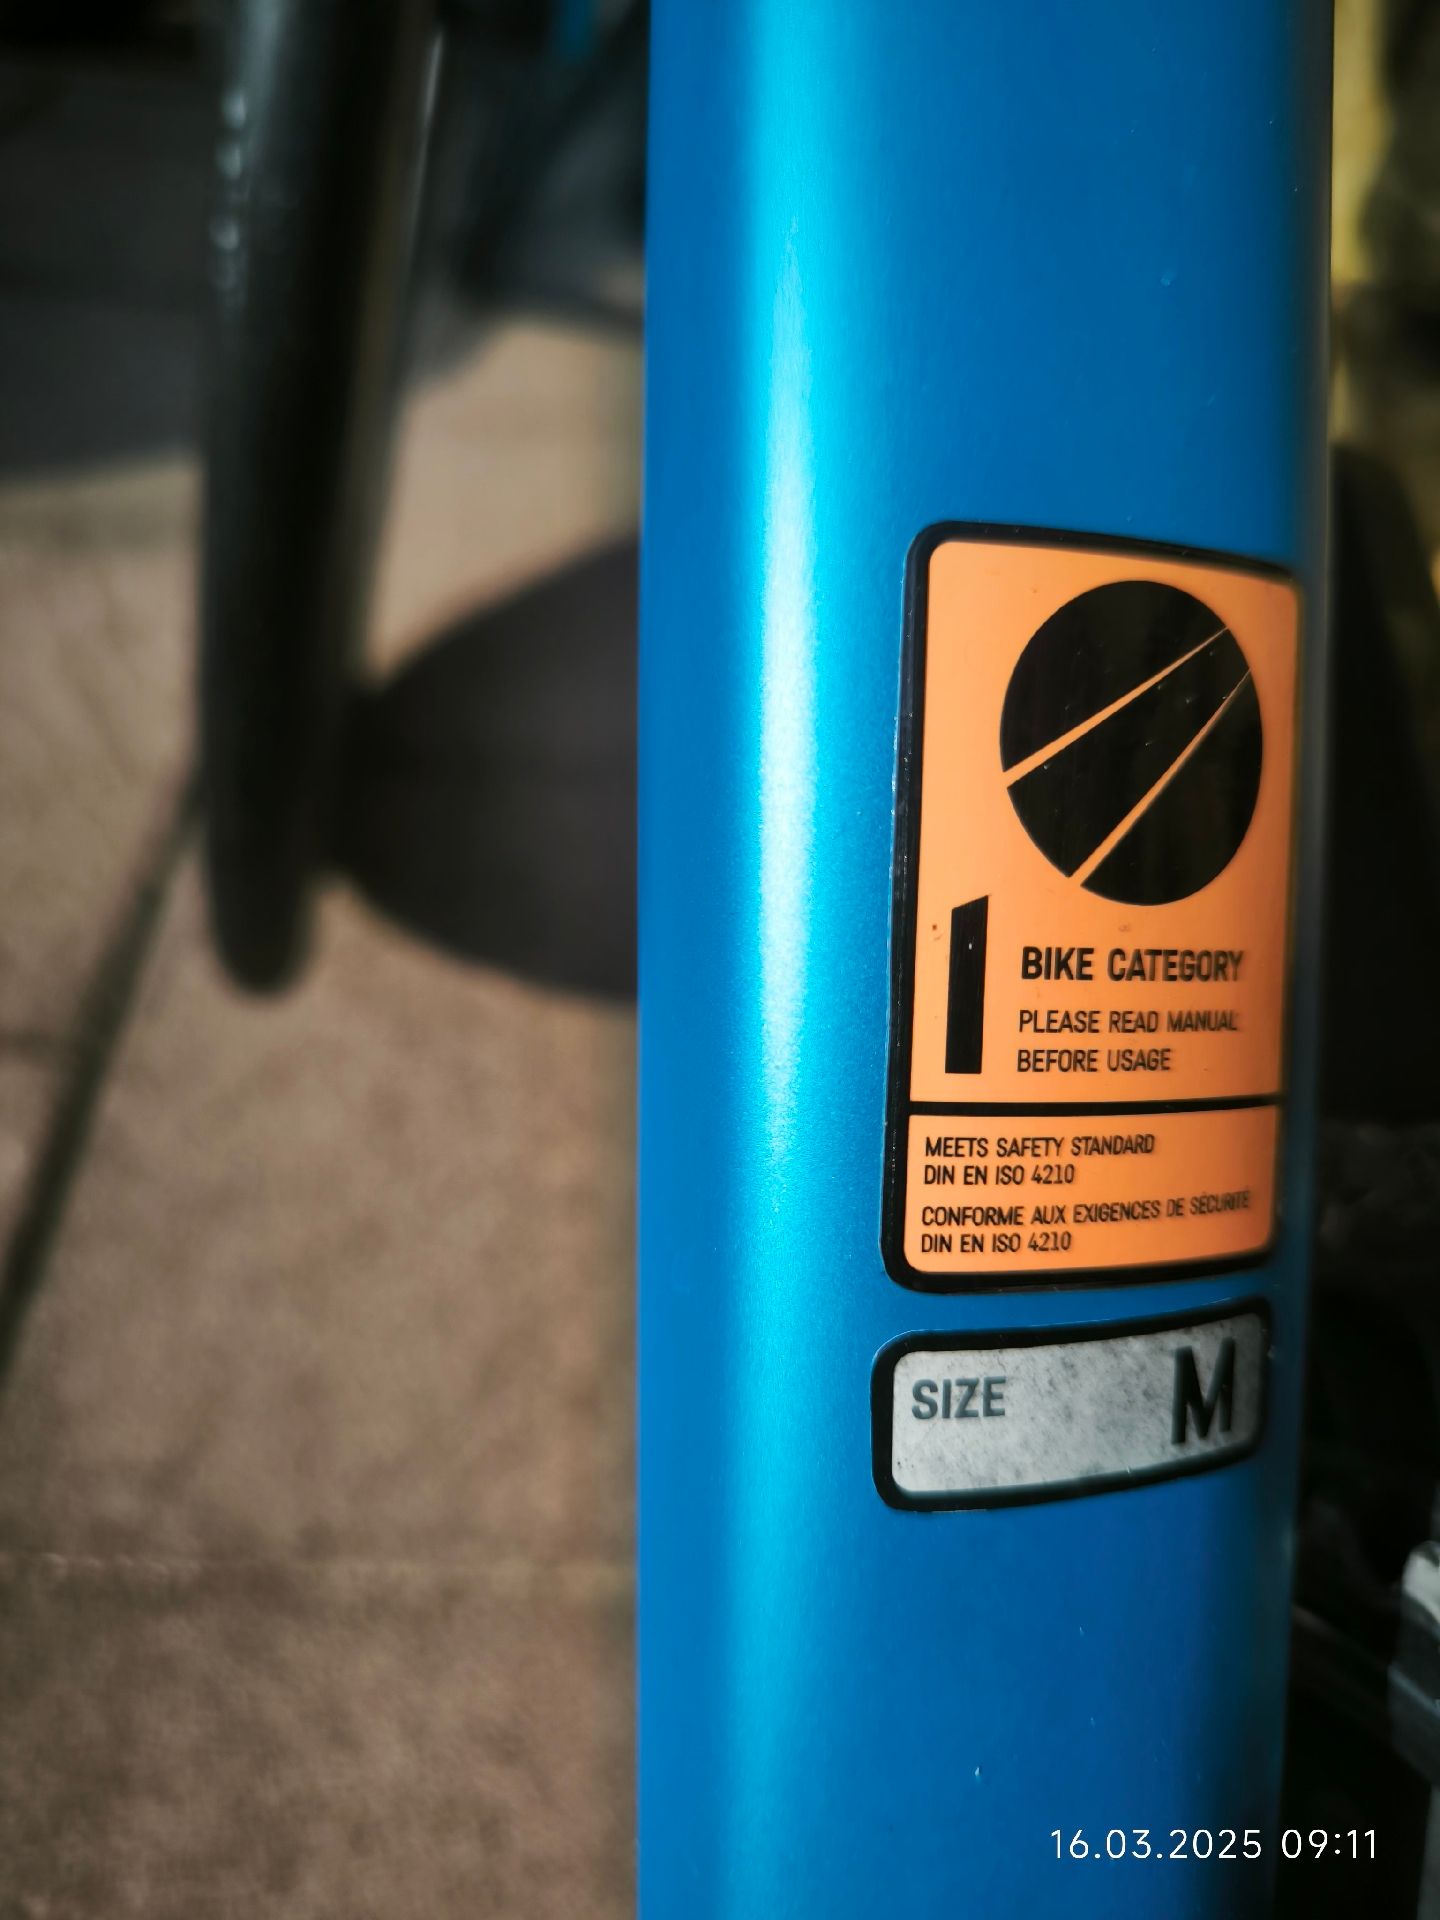 1
BIKE CATEGORY
PLEASE READ MANUAL
BEFORE USAGE
MEETS SAFETY STANDARD
DIN EN ISO 4210
CONFORME AUX EXIGENCES DE SÉCURITÉ
DIN EN ISO 4210
SIZE M
16.03.2025 09:11